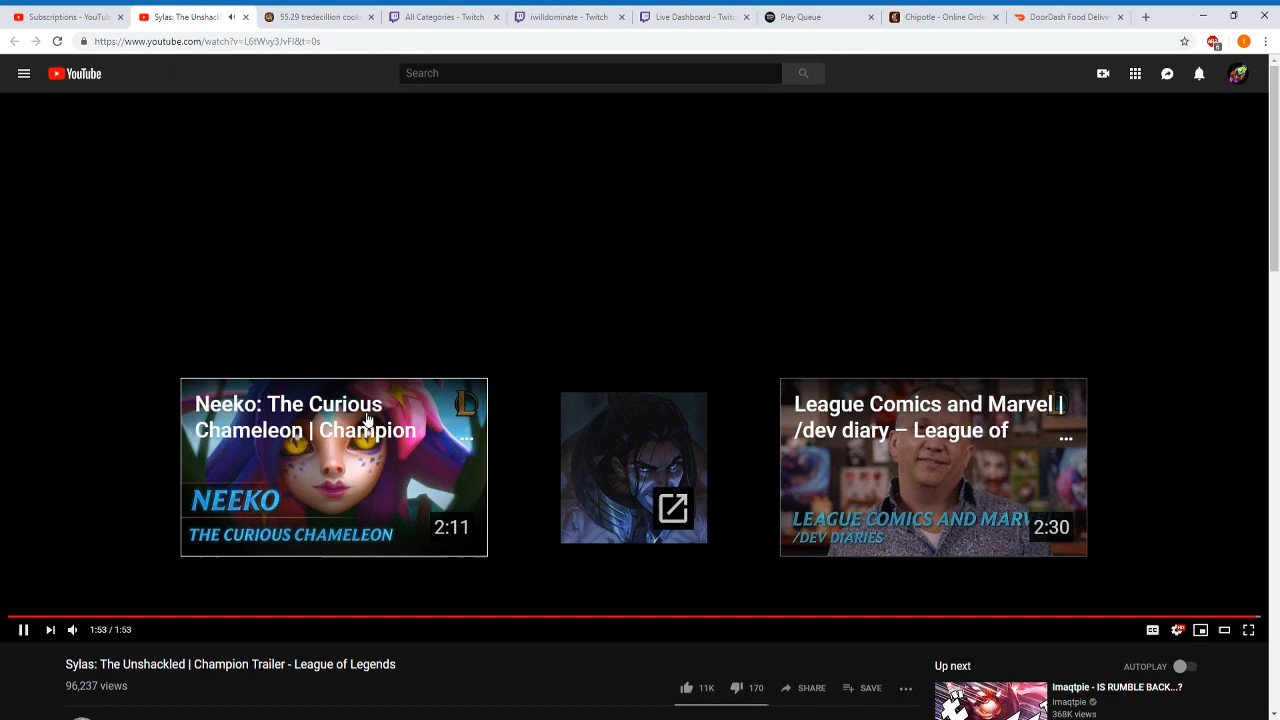 Subscriptions - YouTub
Sylas: The Unshack
55.29 tredecillion cook
All Categories - Twitch
iwilldominate - Twitch
Live Dashboard - Twitc
Play Queue
Chipotle - Online Orde
DoorDash Food Delive
https://www.youtube.com/watch?v=L6tWvy3JvFI&t=0s
YouTube
Search
Neeko: The Curious
Chameleon | Champion
NEEKO
THE CURIOUS CHAMELEON
2:11
League Comics and Marvel |
/dev diary – League of
LEAGUE COMICS AND MARV
/DEV DIARIES
2:30
1:53 / 1:53
CC
HD
Sylas: The Unshackled | Champion Trailer - League of Legends
96,237 views
11K
170
SHARE
SAVE
Up next
AUTOPLAY
Imaqtpie - IS RUMBLE BACK...?
Imaqtpie
368K views